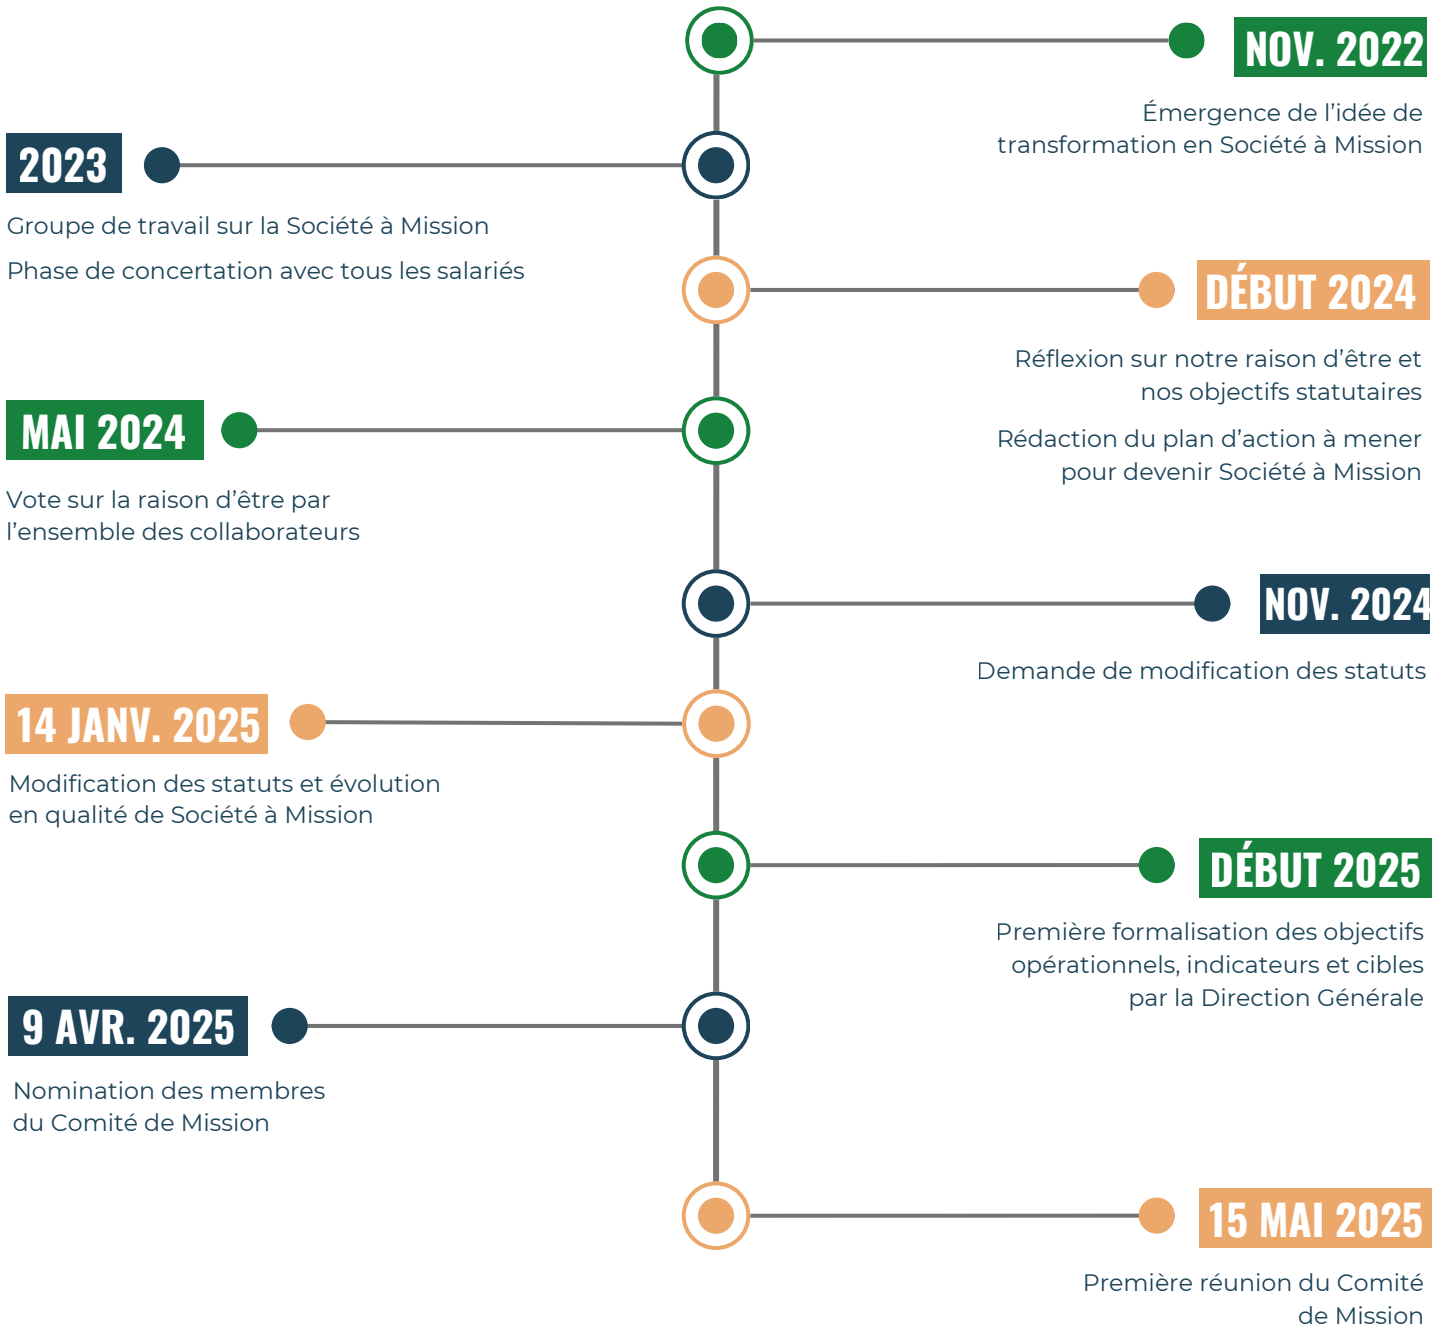 NOV. 2022
Émergence de l’idée de
transformation en Société à Mission
2023
Groupe de travail sur la Société à Mission
Phase de concertation avec tous les salariés
DÉBUT 2024
Réflexion sur notre raison d’être et
nos objectifs statutaires
Rédaction du plan d’action à mener
pour devenir Société à Mission
MAI 2024
Vote sur la raison d’être par
l’ensemble des collaborateurs
NOV. 2024
Demande de modification des statuts
14 JANV. 2025
Modification des statuts et évolution
en qualité de Société à Mission
DÉBUT 2025
Première formalisation des objectifs
opérationnels, indicateurs et cibles
par la Direction Générale
9 AVR. 2025
Nomination des membres
du Comité de Mission
15 MAI 2025
Première réunion du Comité
de Mission